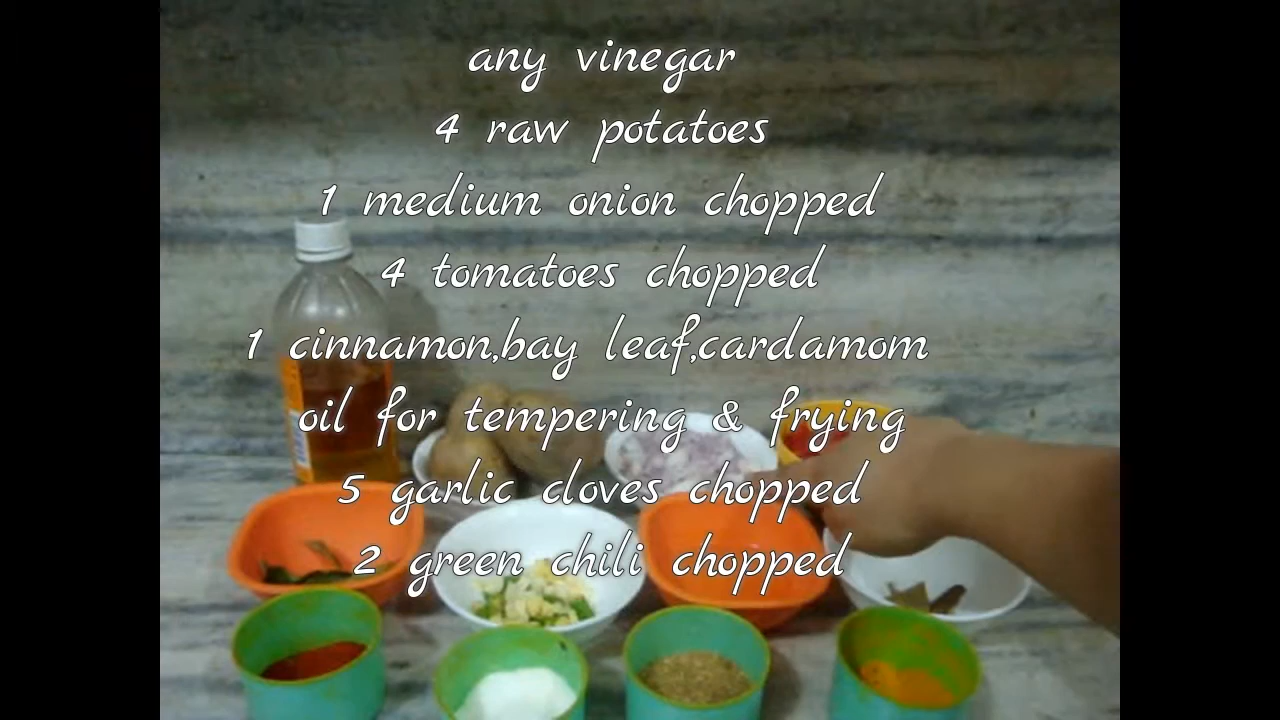 any vinegar
4 raw potatoes
1 medium onion chopped
4 tomatoes chopped
1 cinnamon,bay leaf,cardamom
oil for tempering & frying
5 garlic cloves chopped
2 green chili chopped